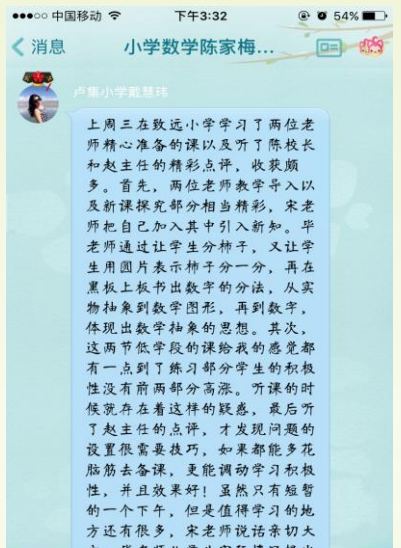 中国移动 下午3:32 54%
消息 小学数学陈家梅...
卢集小学戴慧玮
上周三在致远小学学习了两位老
师精心准备的课以及听了陈校长
和赵主任的精彩点评，收获颇
多。首先，两位老师教学导入以
及新课探究部分相当精彩，宋老
师把自己加入其中引入新知。毕
老师通过让学生分柿子，又让学
生用圆片表示柿子分一分，再在
黑板上板书出数字的分法，从实
物抽象到数学图形，再到数字，
体现出数学抽象的思想。其次，
这两节低学段的课给我的感觉都
有一点到了练习部分学生的积极
性没有前两部分高涨。听课的时
候就存在着这样的疑惑，最后听
了赵主任的点评，才发现问题的
设置很需要技巧，如果都能多花
脑筋去备课，更能调动学习积极
性，并且效果好！虽然只有短暂
的一个下午，但是值得学习的地
方还有很多，宋老师说话亲切大